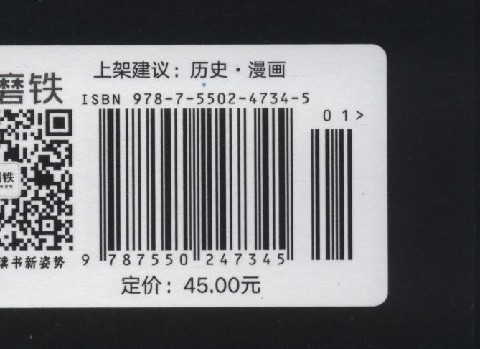 上架建议：历史·漫画
磨铁
ISBN 978-7-5502-4734-5
01>
铁
读书新姿势
9 787550 247345
定价：45.00元